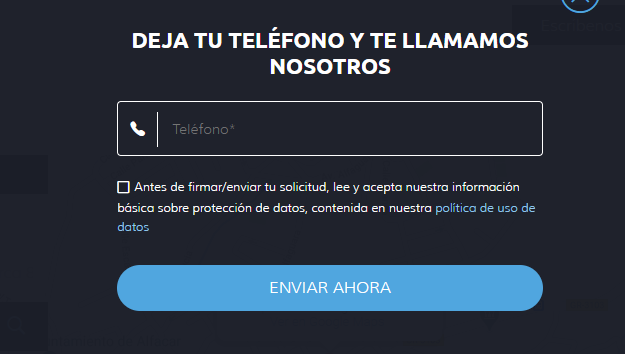 DEJA TU TELÉFONO Y TE LLAMAMOS
NOSOTROS
Teléfono*
Antes de firmar/enviar tu solicitud, lee y acepta nuestra información
básica sobre protección de datos, contenida en nuestra política de uso de
datos
ENVIAR AHORA